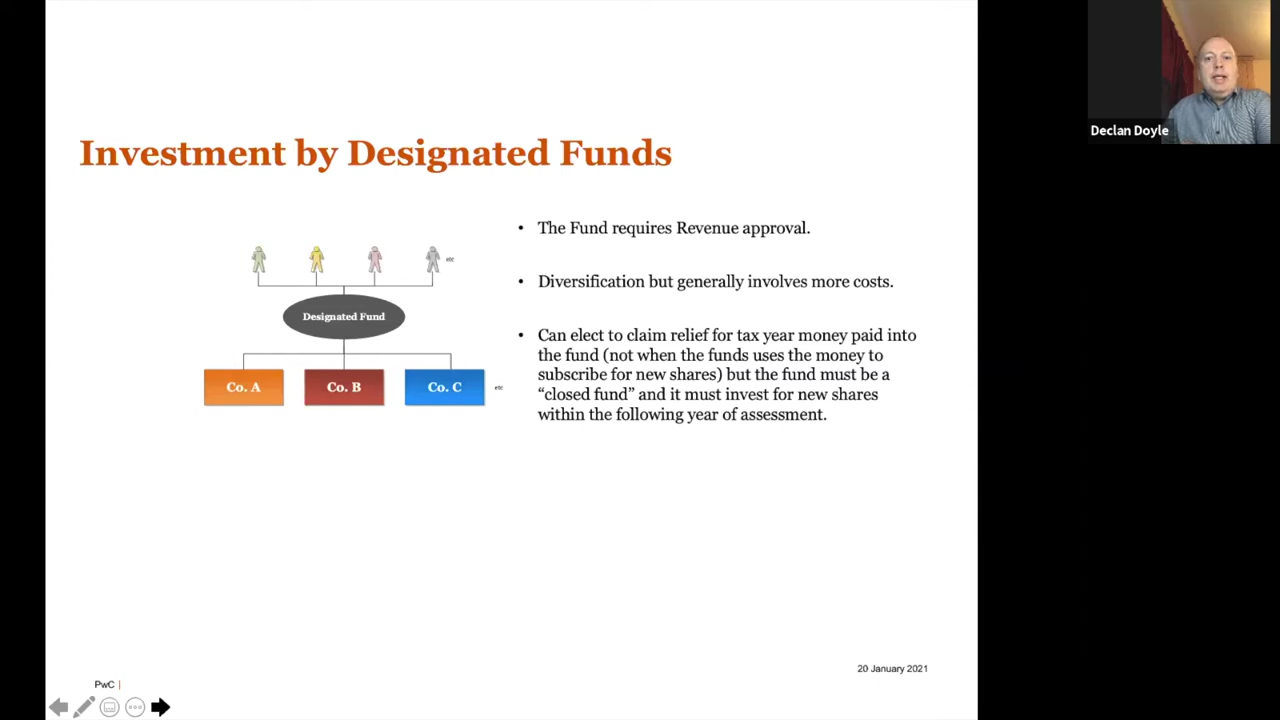 Declan Doyle
Investment by Designated Funds
• The Fund requires Revenue approval.
etc
• Diversification but generally involves more costs.
Designated Fund
• Can elect to claim relief for tax year money paid into
the fund (not when the funds uses the money to
subscribe for new shares) but the fund must be a
“closed fund” and it must invest for new shares
within the following year of assessment.
Co. A
Co. B
Co. C
etc
20 January 2021
PwC |